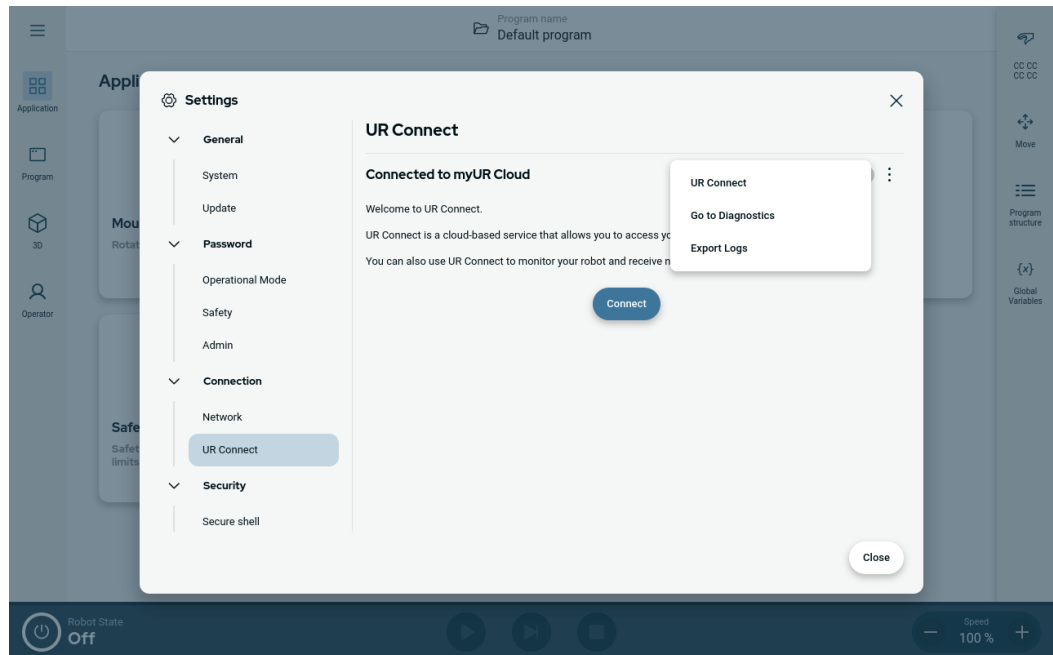 Program name
Default program
Application
Program
3D
Operator
Appli
Mou
Rotat
Safe
Safet
limits
Settings
General
System
Update
Password
Operational Mode
Safety
Admin
Connection
Network
UR Connect
Security
Secure shell
UR Connect
Connected to myUR Cloud
Welcome to UR Connect.
UR Connect is a cloud-based service that allows you to access yo
You can also use UR Connect to monitor your robot and receive n
Connect
UR Connect
Go to Diagnostics
Export Logs
Close
CC CC
CC CC
Move
Program
structure
{x}
Global
Variables
Robot State
Off
Speed
100 %